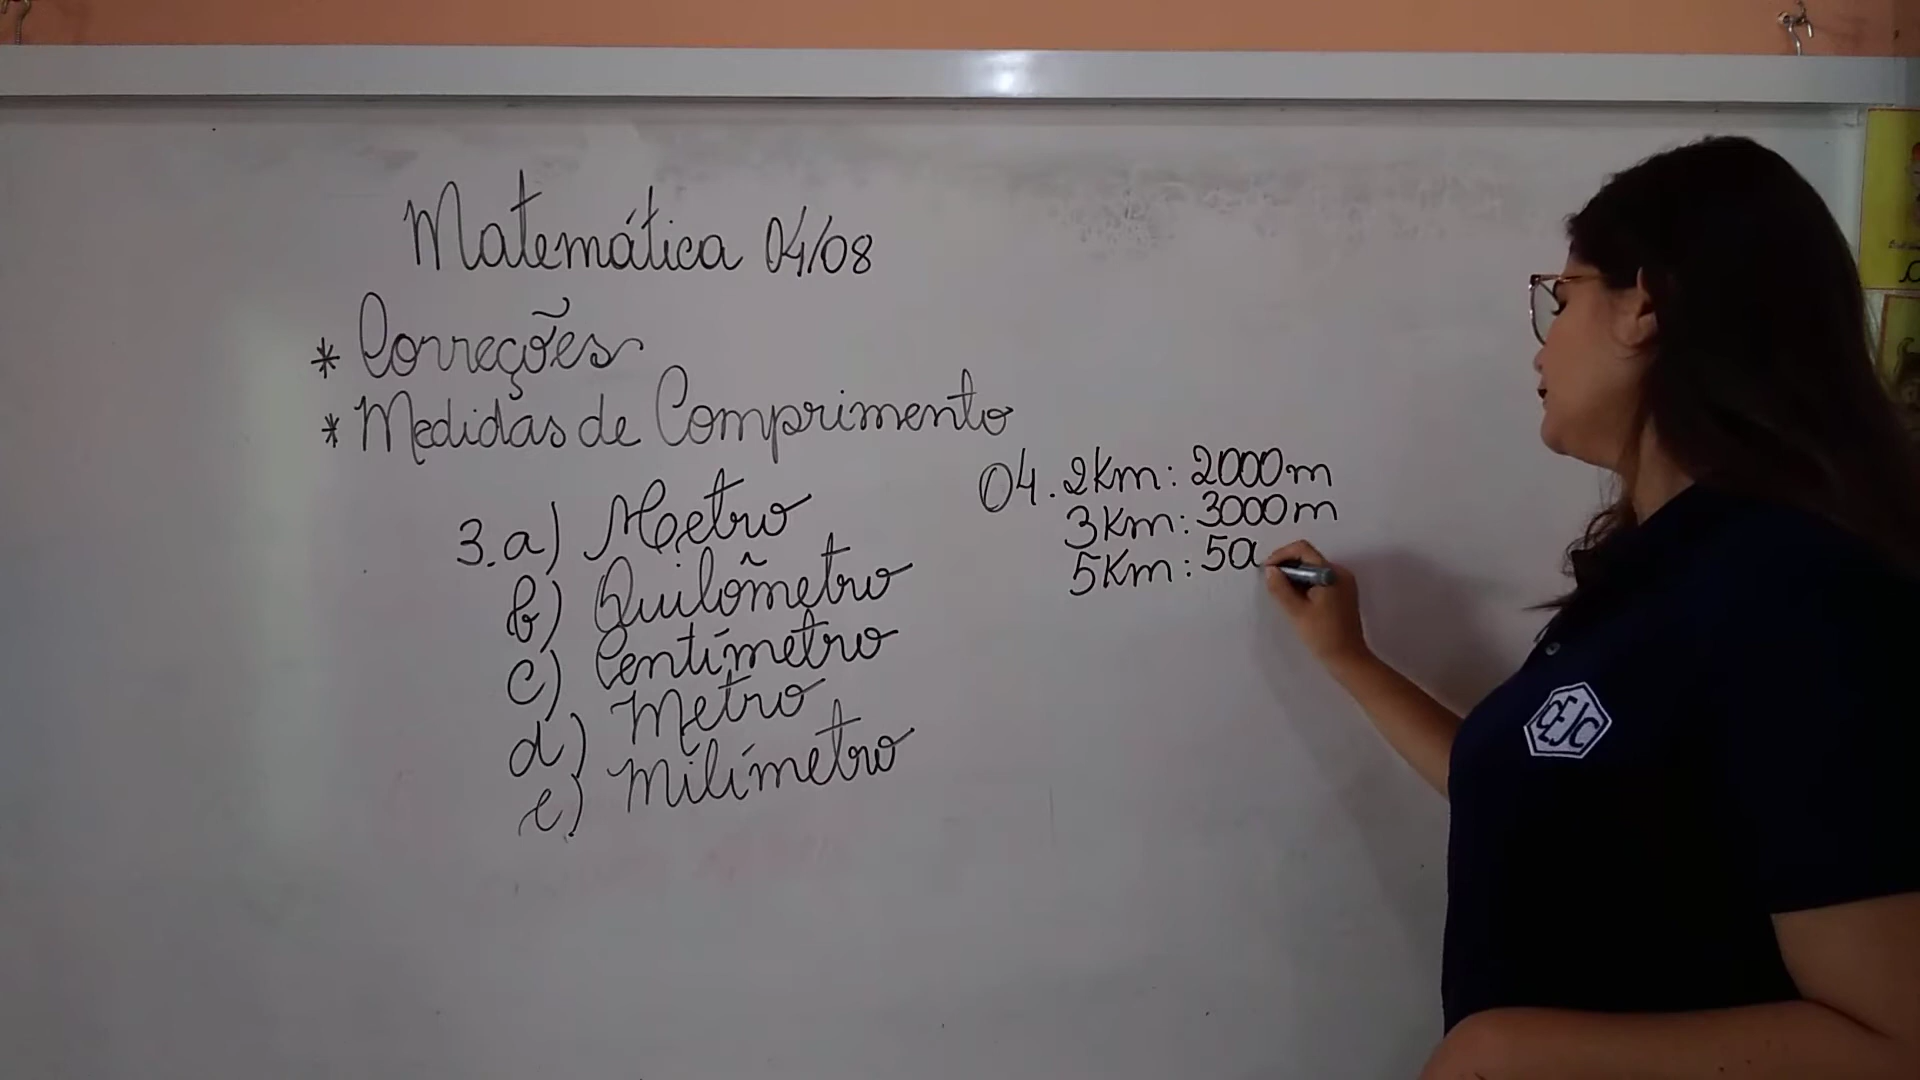 Matemática 04/08
* Correções
* Medidas de Comprimento
3.a) Metro
b) Quilômetro
c) Centímetro
d) Metro
e) Milímetro
04. 2Km: 2000m
3Km: 3000m
5Km: 50
CEJC